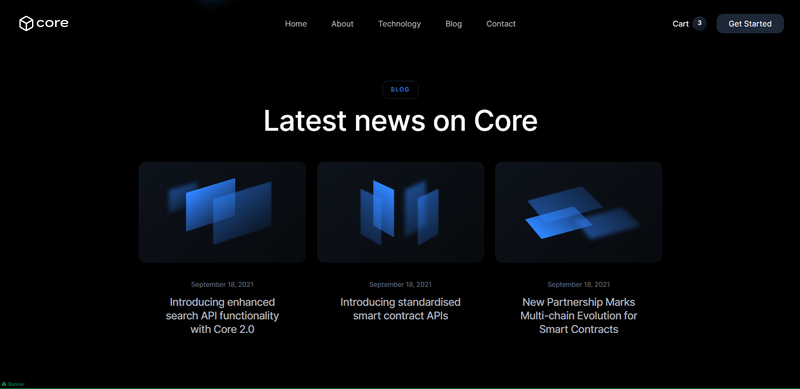 core
Home About Technology Blog Contact
Cart 3 Get Started
BLOG
Latest news on Core
September 18, 2021
Introducing enhanced
search API functionality
with Core 2.0
September 18, 2021
Introducing standardised
smart contract APIs
September 18, 2021
New Partnership Marks
Multi-chain Evolution for
Smart Contracts
Banner